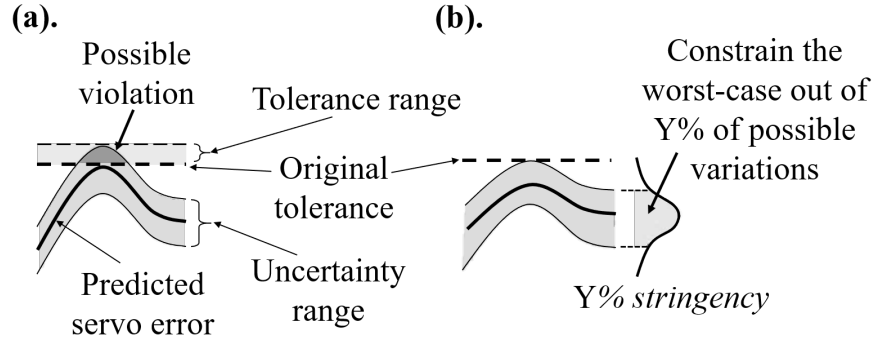 (a).
Possible
violation
Tolerance range
Original
tolerance
Uncertainty
range
Predicted
servo error
(b).
Constrain the
worst-case out of
Y% of possible
variations
Y% stringency